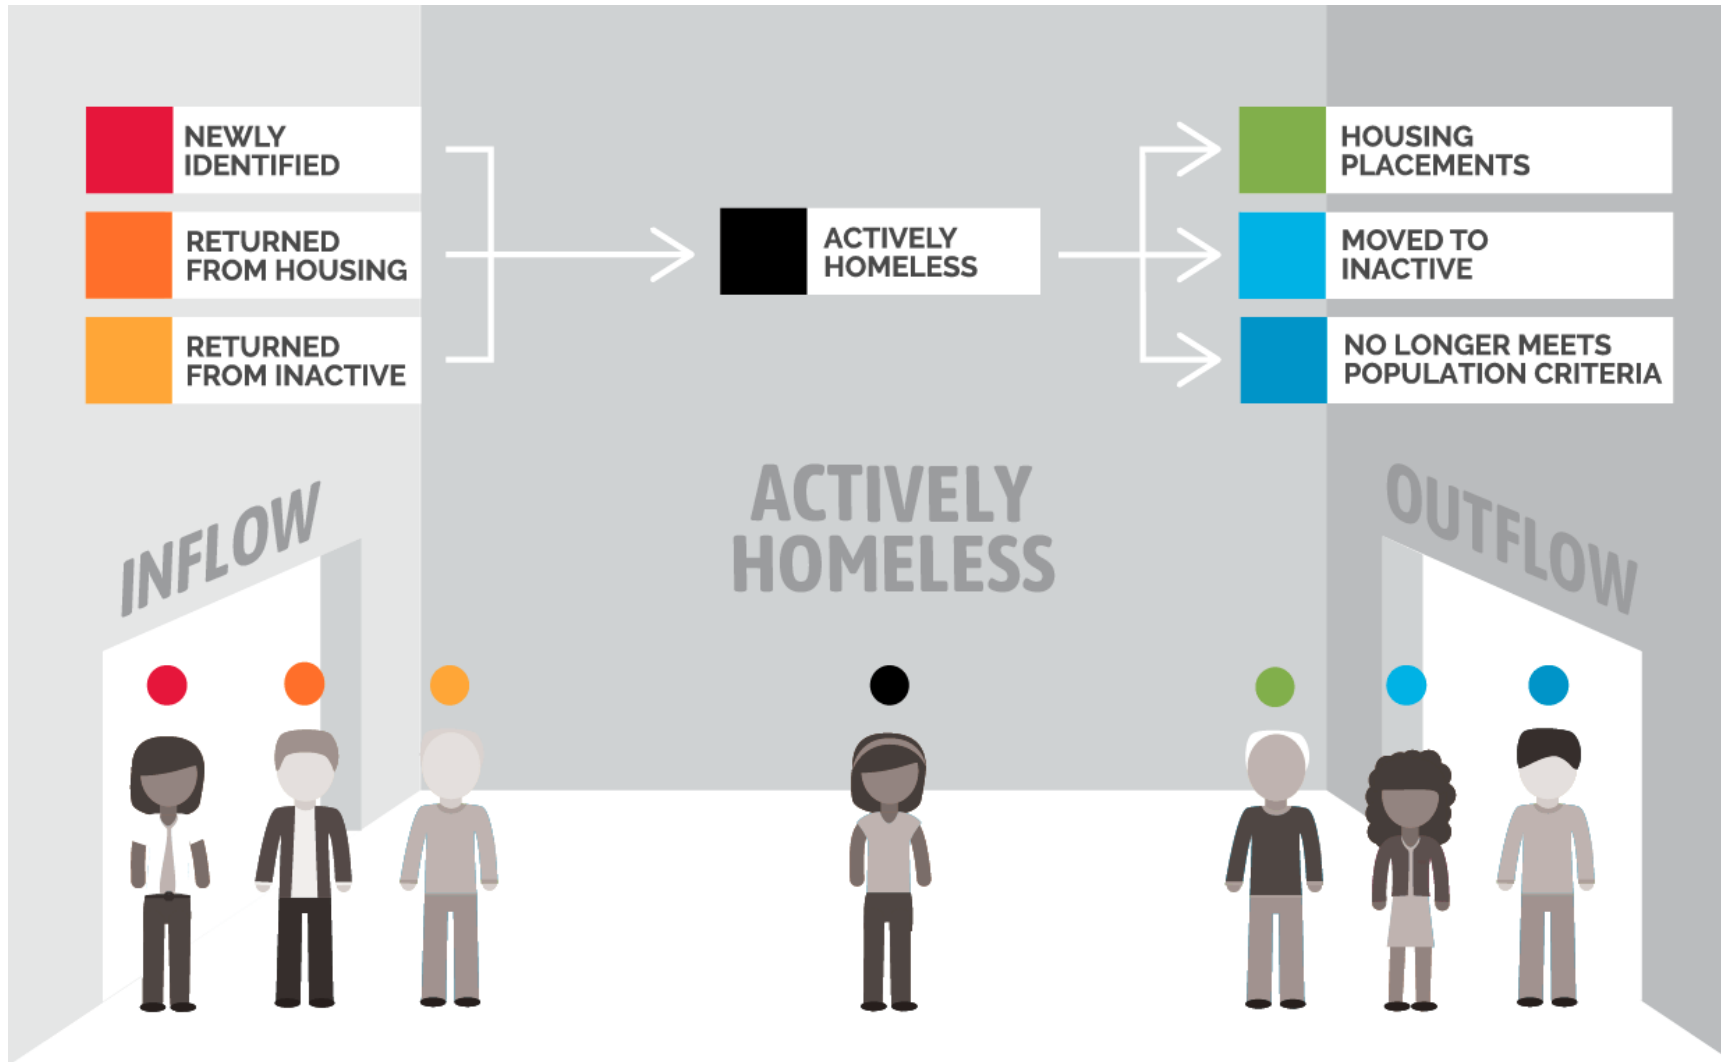 NEWLY
IDENTIFIED
RETURNED
FROM HOUSING
RETURNED
FROM INACTIVE
ACTIVELY
HOMELESS
HOUSING
PLACEMENTS
MOVED TO
INACTIVE
NO LONGER MEETS
POPULATION CRITERIA
INFLOW
ACTIVELY
HOMELESS
OUTFLOW